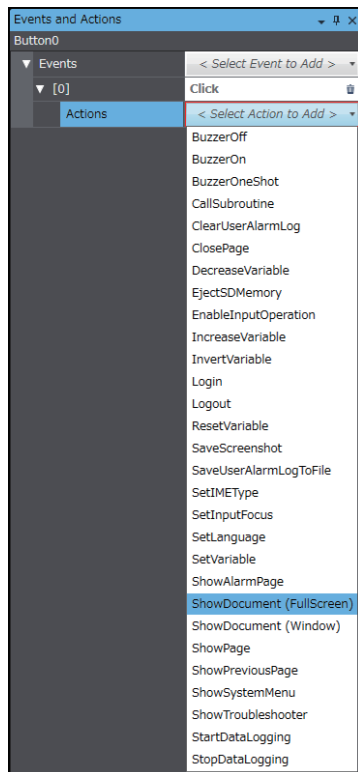 Events and Actions
Button0
Events < Select Event to Add >
[0] Click
Actions < Select Action to Add >
BuzzerOff
BuzzerOn
BuzzerOneShot
CallSubroutine
ClearUserAlarmLog
ClosePage
DecreaseVariable
EjectSDMemory
EnableInputOperation
IncreaseVariable
InvertVariable
Login
Logout
ResetVariable
SaveScreenshot
SaveUserAlarmLogToFile
SetIMEType
SetInputFocus
SetLanguage
SetVariable
ShowAlarmPage
ShowDocument (FullScreen)
ShowDocument (Window)
ShowPage
ShowPreviousPage
ShowSystemMenu
ShowTroubleshooter
StartDataLogging
StopDataLogging